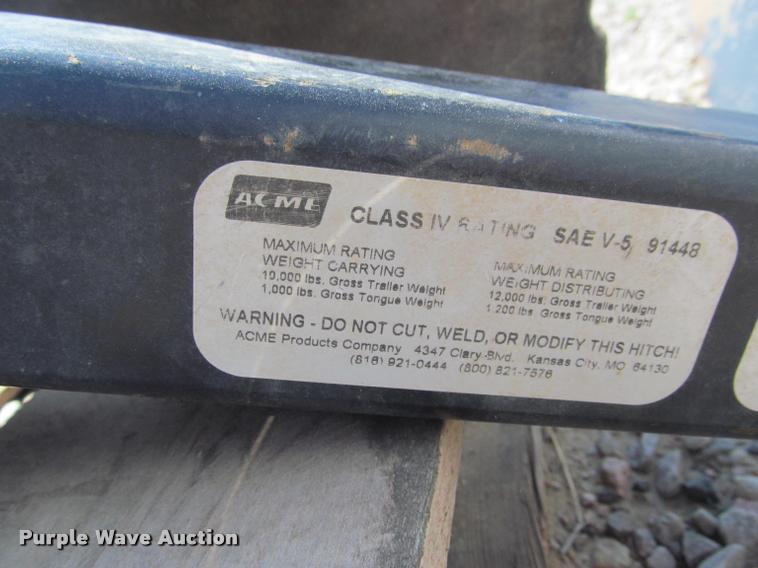 ACME
CLASS IV RATING SAE V-5, 91448
MAXIMUM RATING
WEIGHT CARRYING
10,000 lbs. Gross Trailer Weight
1,000 lbs. Gross Tongue Weight
MAXIMUM RATING
WEIGHT DISTRIBUTING
12,000 lbs. Gross Trailer Weight
1,200 lbs. Gross Tongue Weight
WARNING - DO NOT CUT, WELD, OR MODIFY THIS HITCH!
ACME Products Company 4347 Clary Blvd. Kansas City, MO 64130
(816) 921-0444 (800) 821-7576
Purple Wave Auction